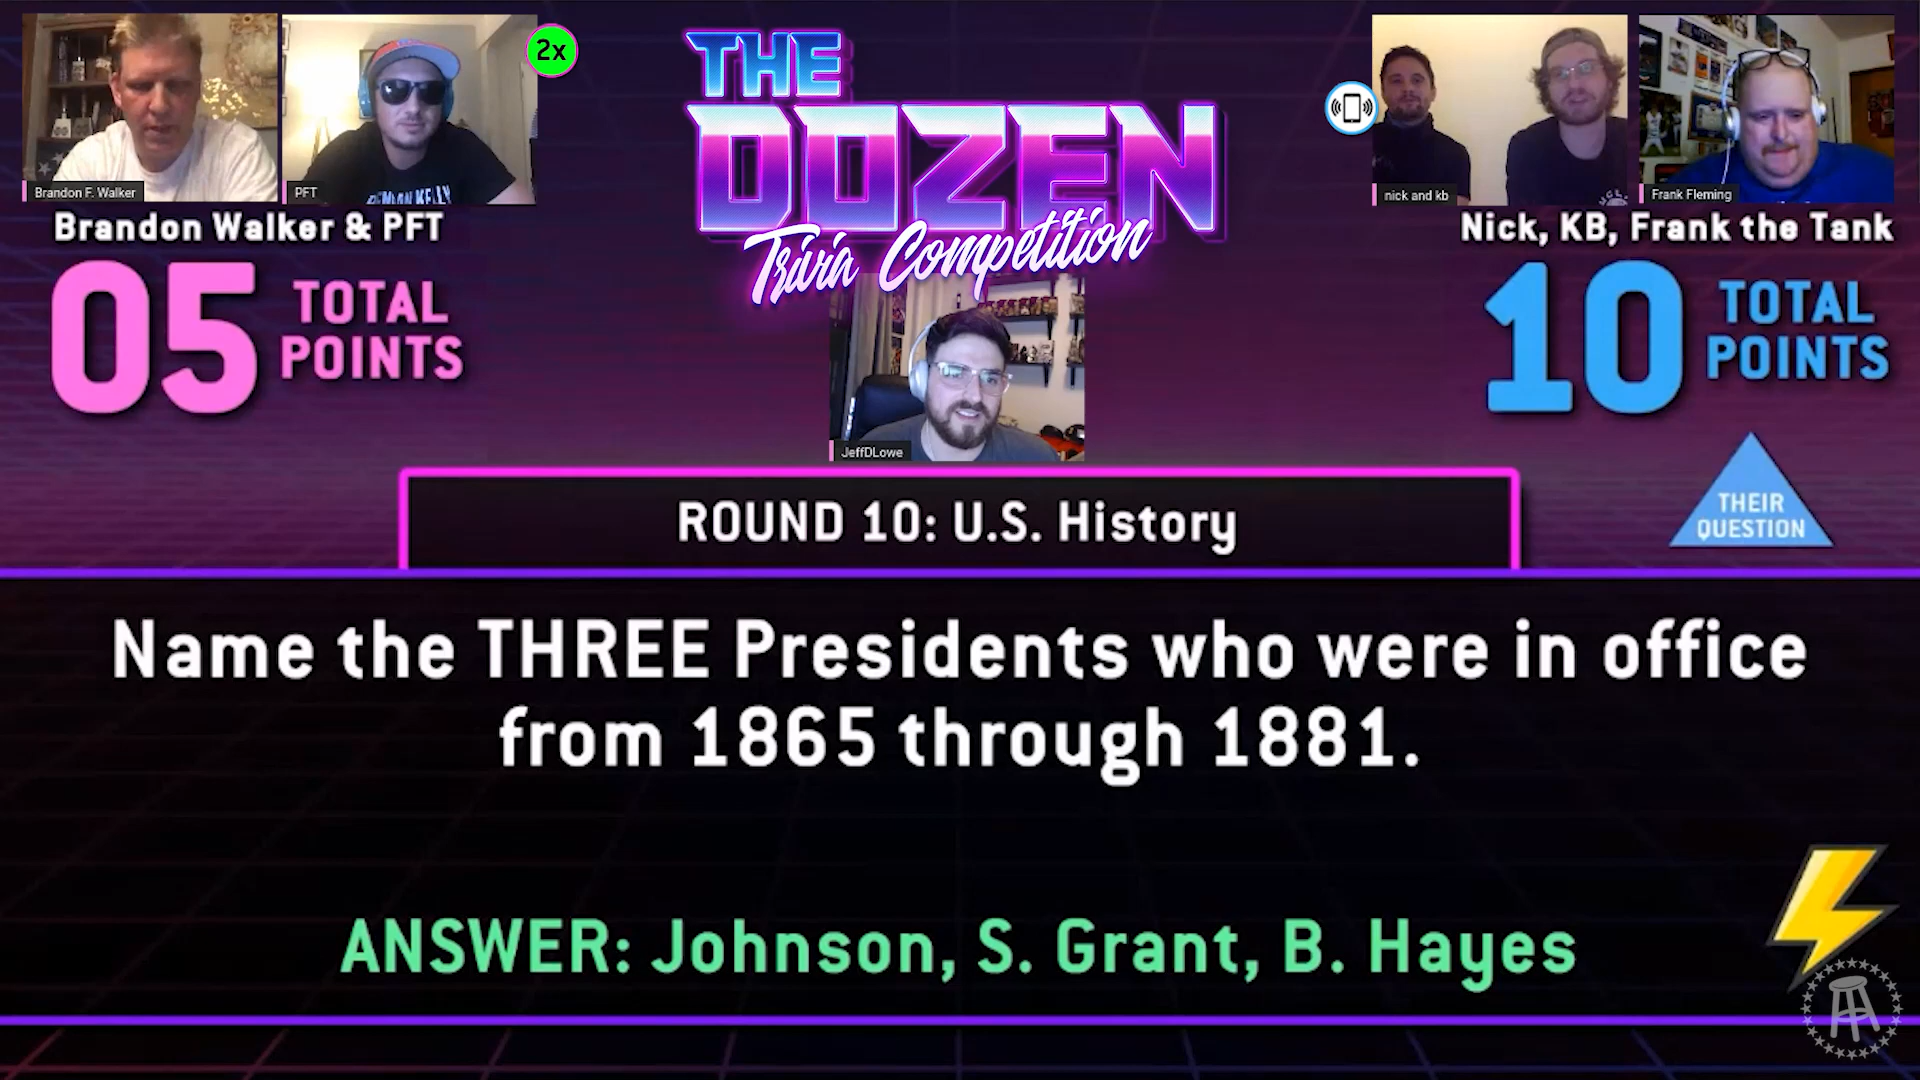 2x
THE
DOZEN
Trivia Competition
Brandon F. Walker
PFT
nick and kb
Frank Fleming
Brandon Walker & PFT
Nick, KB, Frank the Tank
05
TOTAL
POINTS
10
TOTAL
POINTS
JeffDLowe
ROUND 10: U.S. History
THEIR
QUESTION
Name the THREE Presidents who were in office
from 1865 through 1881.
ANSWER: Johnson, S. Grant, B. Hayes